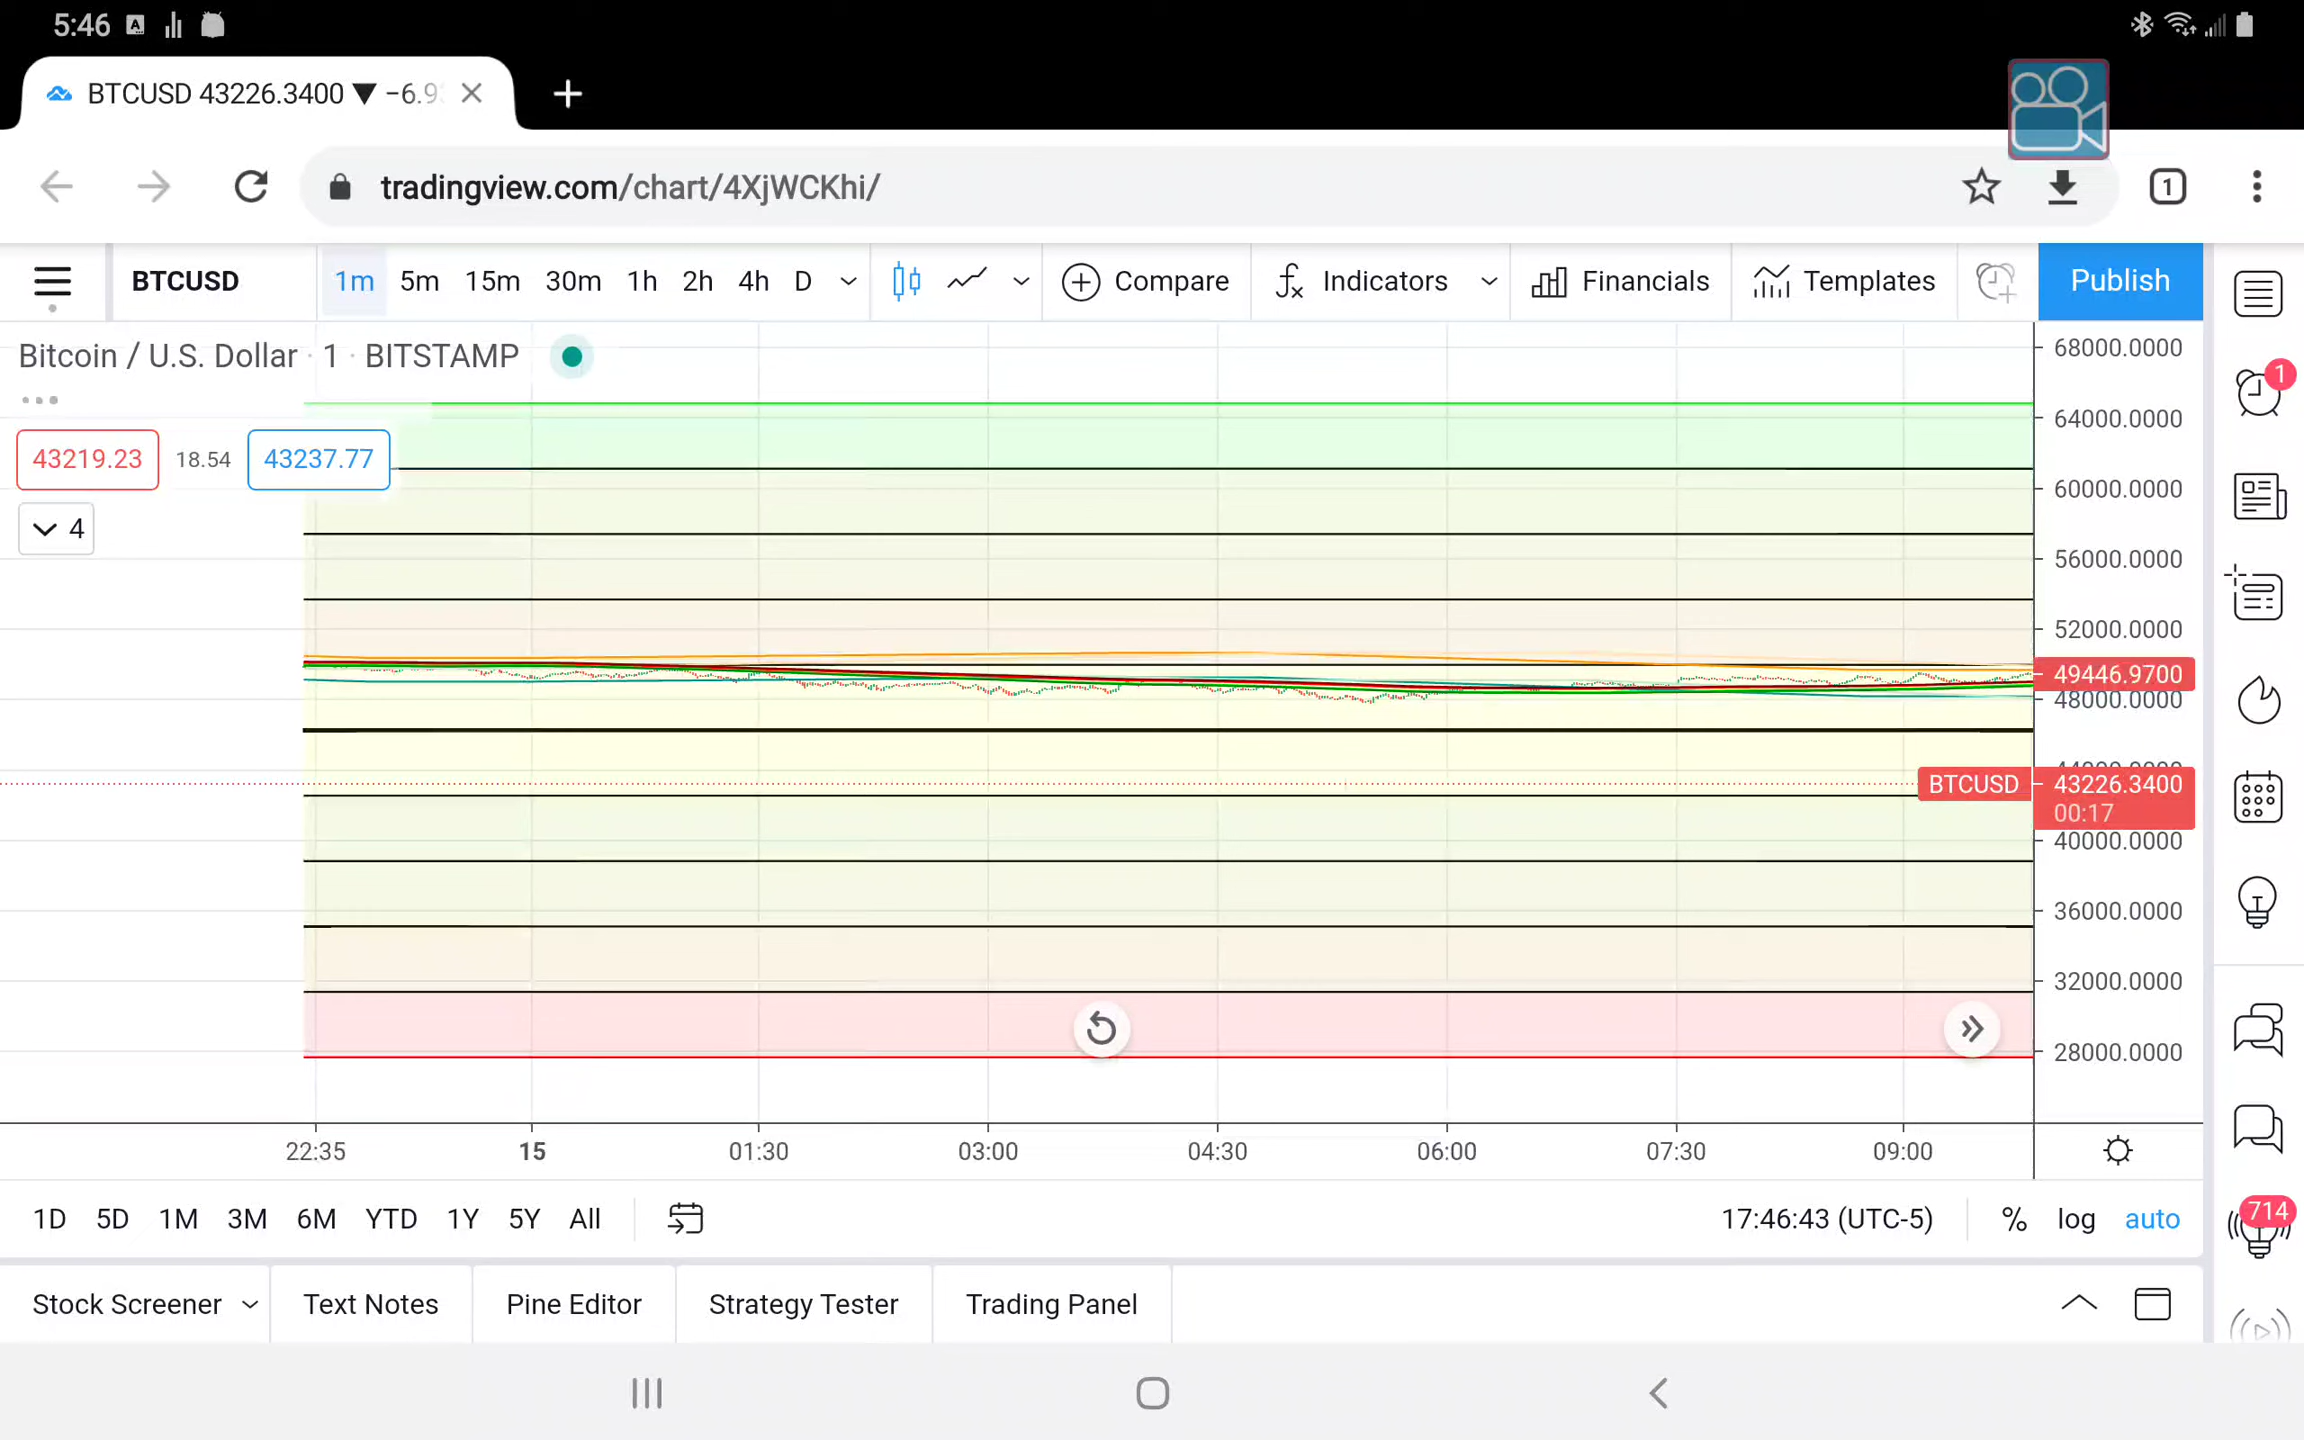 5:46
BTCUSD 43226.3400 ▼ −6.9
tradingview.com/chart/4XjWCKhi/
1
BTCUSD 1m 5m 15m 30m 1h 2h 4h D Compare Indicators Financials Templates Publish
Bitcoin / U.S. Dollar · 1 · BITSTAMP
43219.23 18.54 43237.77
4
68000.0000
64000.0000
60000.0000
56000.0000
52000.0000
49446.9700
48000.0000
BTCUSD 43226.3400
00:17
40000.0000
36000.0000
32000.0000
28000.0000
1
714
22:35 15 01:30 03:00 04:30 06:00 07:30 09:00
1D 5D 1M 3M 6M YTD 1Y 5Y All 17:46:43 (UTC-5) % log auto
Stock Screener Text Notes Pine Editor Strategy Tester Trading Panel